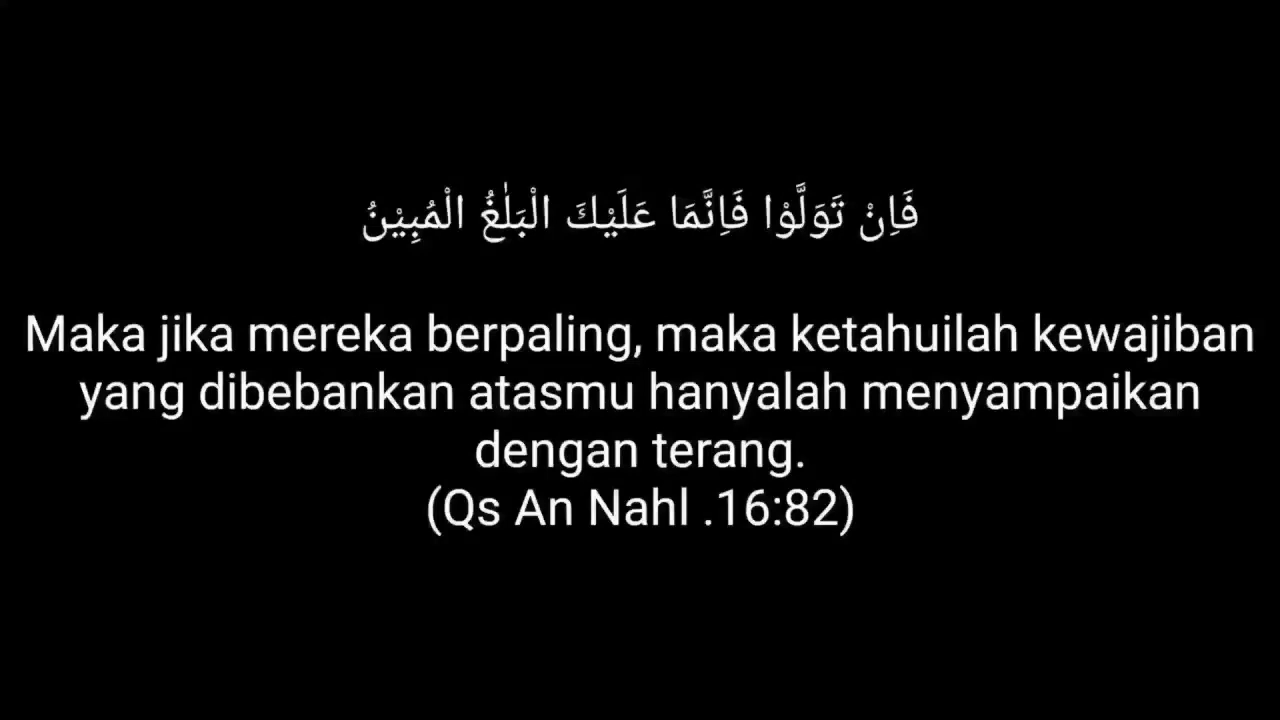 فَاِنْ تَوَلَّوْا فَاِنَّمَا عَلَيْكَ الْبَلٰغُ الْمُبِيْنُ
Maka jika mereka berpaling, maka ketahuilah kewajiban
yang dibebankan atasmu hanyalah menyampaikan
dengan terang.
(Qs An Nahl .16:82)